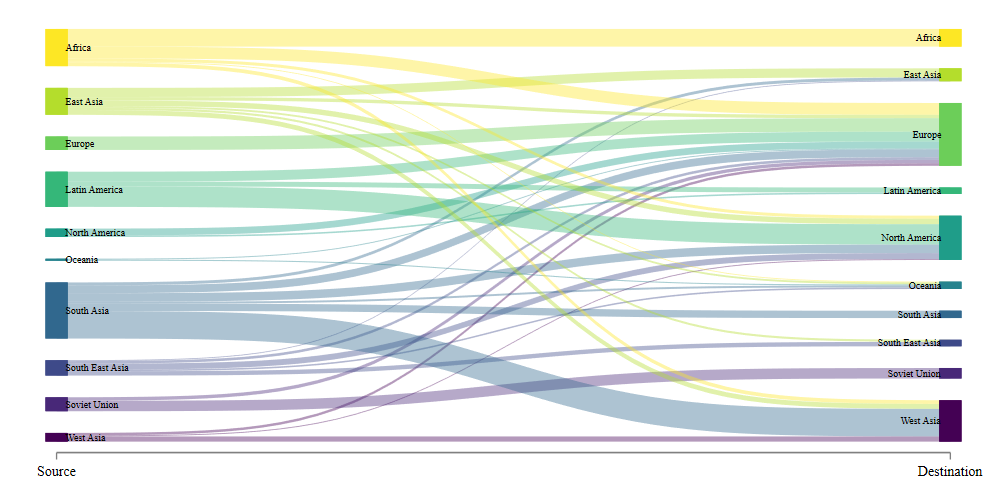 Africa
East Asia
Europe
Latin America
North America
Oceania
South Asia
South East Asia
Soviet Union
West Asia
Africa
East Asia
Europe
Latin America
North America
Oceania
South Asia
South East Asia
Soviet Union
West Asia
Source
Destination